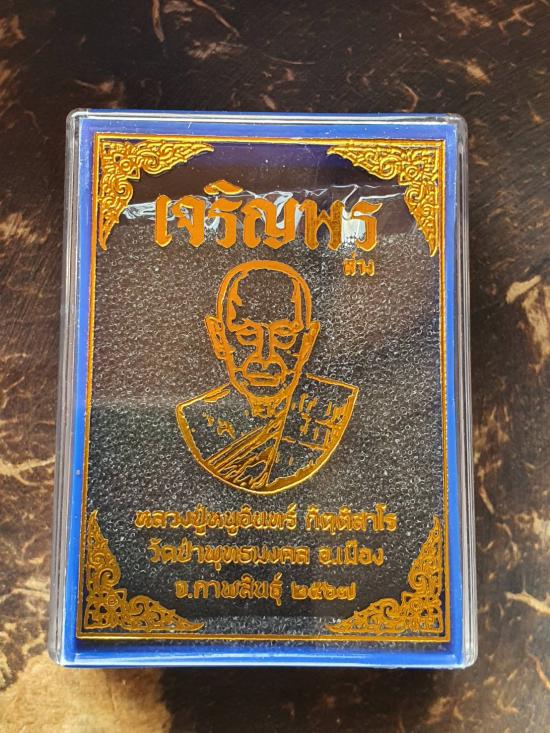 เจริญพร
ล่าง
หลวงปู่หนูอินทร์ กิตฺติสาโร
วัดป่าพุทธมงคล อ.เมือง
จ.กาฬสินธุ์ ๒๕๖๗